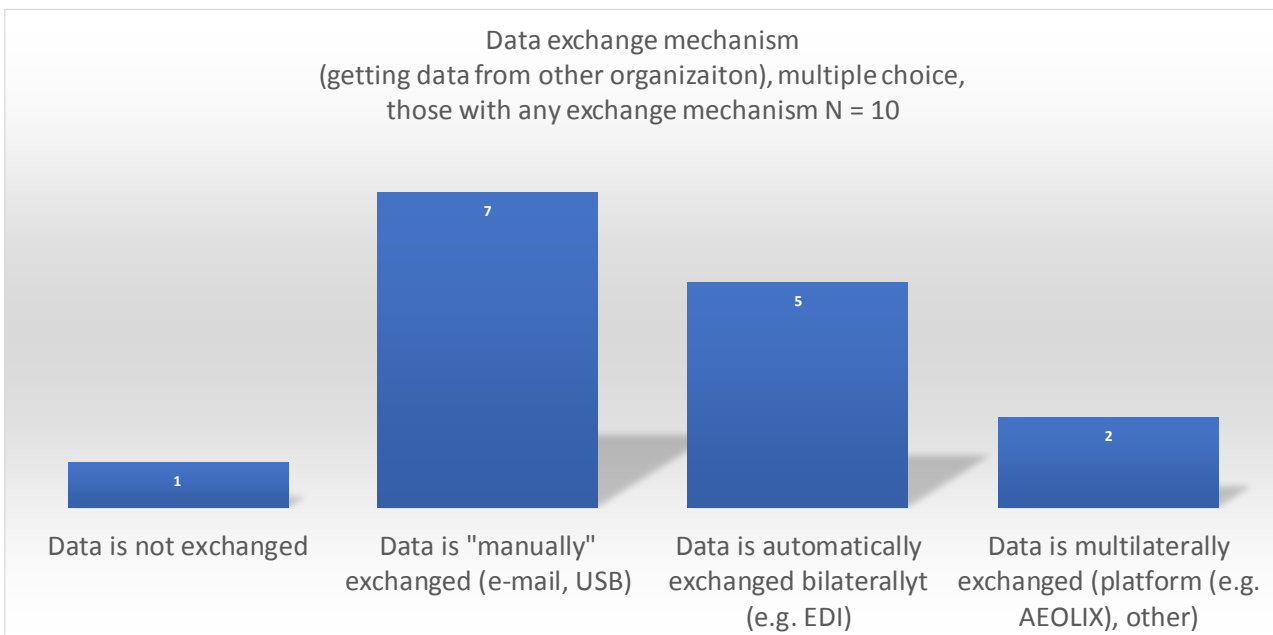 Data exchange mechanism
(getting data from other organizaiton), multiple choice,
those with any exchange mechanism N = 10
7
5
2
1
Data is not exchanged
Data is "manually"
exchanged (e-mail, USB)
Data is automatically
exchanged bilaterallyt
(e.g. EDI)
Data is multilaterally
exchanged (platform (e.g.
AEOLIX), other)